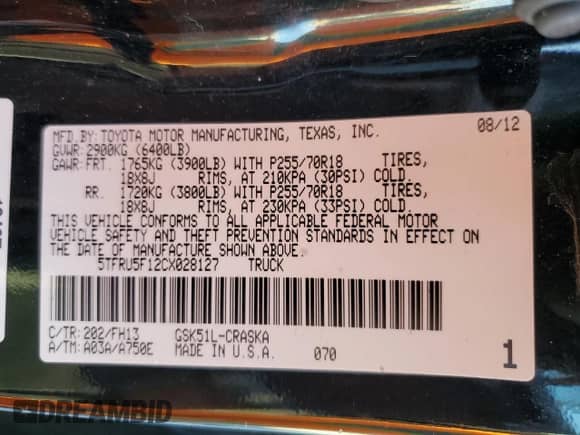 MFD.BY: TOYOTA MOTOR MANUFACTURING, TEXAS, INC. 08/12
GVWR: 2900KG (6400LB)
GAWR: FRT. 1765KG (3900LB) WITH P255/70R18 TIRES,
18X8J RIMS, AT 210KPA (30PSI) COLD.
RR. 1720KG (3800LB) WITH P255/70R18 TIRES,
18X8J RIMS, AT 230KPA (33PSI) COLD.
THIS VEHICLE CONFORMS TO ALL APPLICABLE FEDERAL MOTOR
VEHICLE SAFETY AND THEFT PREVENTION STANDARDS IN EFFECT ON
THE DATE OF MANUFACTURE SHOWN ABOVE.
5TFRU5F12CX028127 TRUCK
C/TR: 202/FH13 GSK51L-CRASKA
A/TM: A03A/A750E MADE IN U.S.A. 070 1
DREAMBID